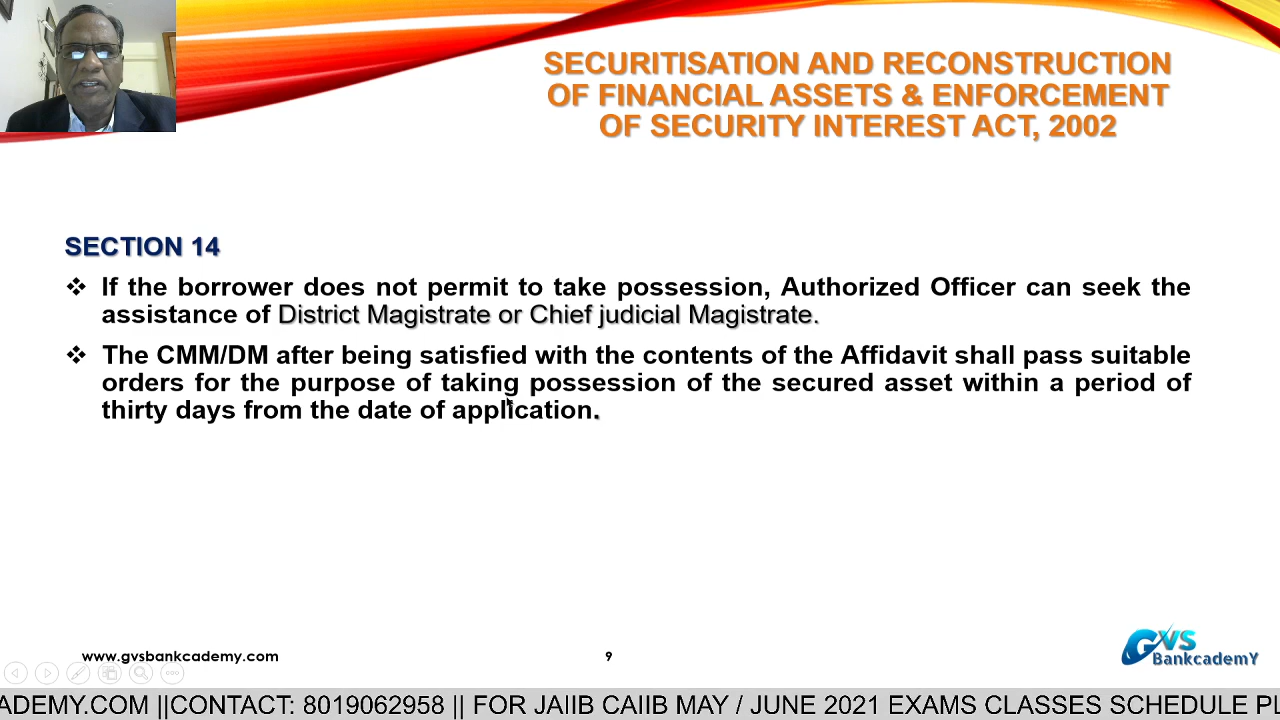 SECURITISATION AND RECONSTRUCTION
OF FINANCIAL ASSETS & ENFORCEMENT
OF SECURITY INTEREST ACT, 2002
SECTION 14
❖ If the borrower does not permit to take possession, Authorized Officer can seek the
assistance of District Magistrate or Chief judicial Magistrate.
❖ The CMM/DM after being satisfied with the contents of the Affidavit shall pass suitable
orders for the purpose of taking possession of the secured asset within a period of
thirty days from the date of application.
www.gvsbankcademy.com
9
GVS
BankcademY
ADEMY.COM ||CONTACT: 8019062958 || FOR JAIIB CAIIB MAY / JUNE 2021 EXAMS CLASSES SCHEDULE PL